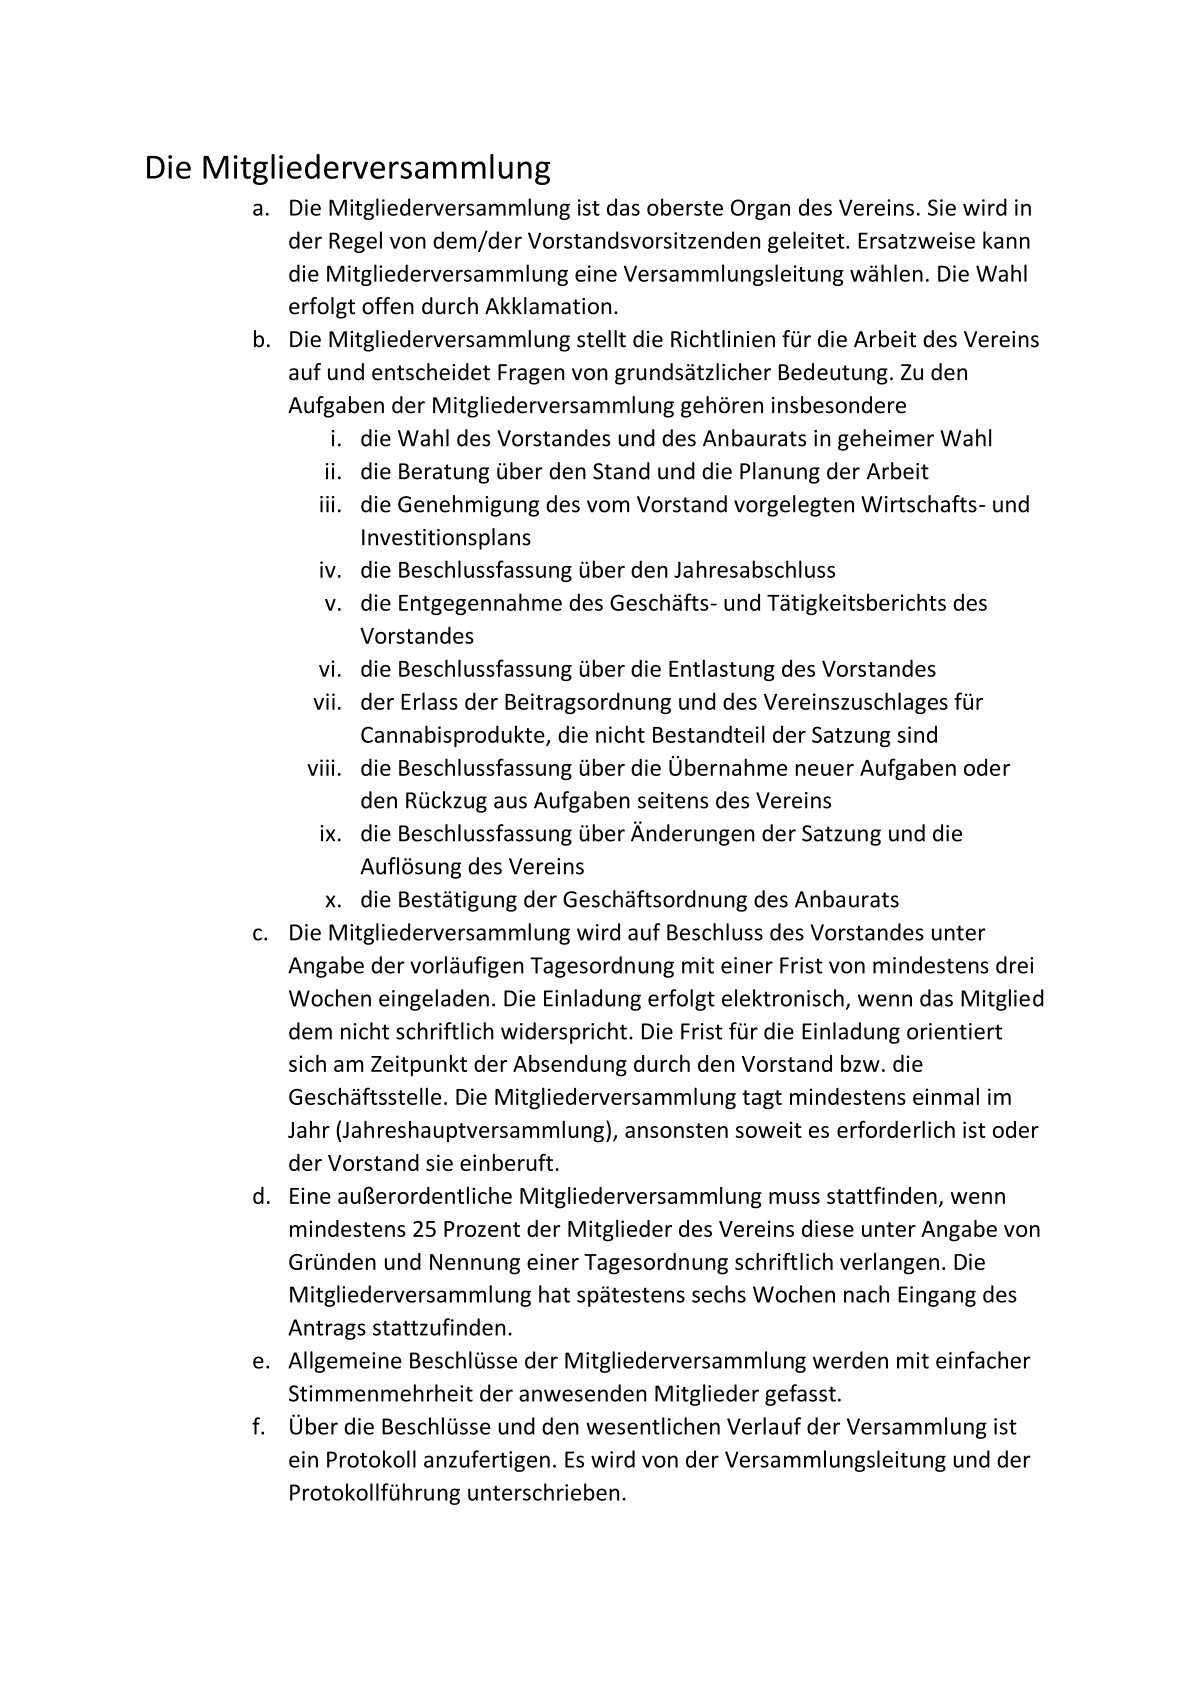 Die Mitgliederversammlung
a. Die Mitgliederversammlung ist das oberste Organ des Vereins. Sie wird in
der Regel von dem/der Vorstandsvorsitzenden geleitet. Ersatzweise kann
die Mitgliederversammlung eine Versammlungsleitung wählen. Die Wahl
erfolgt offen durch Akklamation.
b. Die Mitgliederversammlung stellt die Richtlinien für die Arbeit des Vereins
auf und entscheidet Fragen von grundsätzlicher Bedeutung. Zu den
Aufgaben der Mitgliederversammlung gehören insbesondere
i. die Wahl des Vorstandes und des Anbaurats in geheimer Wahl
ii. die Beratung über den Stand und die Planung der Arbeit
iii. die Genehmigung des vom Vorstand vorgelegten Wirtschafts- und
Investitionsplans
iv. die Beschlussfassung über den Jahresabschluss
v. die Entgegennahme des Geschäfts- und Tätigkeitsberichts des
Vorstandes
vi. die Beschlussfassung über die Entlastung des Vorstandes
vii. der Erlass der Beitragsordnung und des Vereinszuschlages für
Cannabisprodukte, die nicht Bestandteil der Satzung sind
viii. die Beschlussfassung über die Übernahme neuer Aufgaben oder
den Rückzug aus Aufgaben seitens des Vereins
ix. die Beschlussfassung über Änderungen der Satzung und die
Auflösung des Vereins
x. die Bestätigung der Geschäftsordnung des Anbaurats
c. Die Mitgliederversammlung wird auf Beschluss des Vorstandes unter
Angabe der vorläufigen Tagesordnung mit einer Frist von mindestens drei
Wochen eingeladen. Die Einladung erfolgt elektronisch, wenn das Mitglied
dem nicht schriftlich widerspricht. Die Frist für die Einladung orientiert
sich am Zeitpunkt der Absendung durch den Vorstand bzw. die
Geschäftsstelle. Die Mitgliederversammlung tagt mindestens einmal im
Jahr (Jahreshauptversammlung), ansonsten soweit es erforderlich ist oder
der Vorstand sie einberuft.
d. Eine außerordentliche Mitgliederversammlung muss stattfinden, wenn
mindestens 25 Prozent der Mitglieder des Vereins diese unter Angabe von
Gründen und Nennung einer Tagesordnung schriftlich verlangen. Die
Mitgliederversammlung hat spätestens sechs Wochen nach Eingang des
Antrags stattzufinden.
e. Allgemeine Beschlüsse der Mitgliederversammlung werden mit einfacher
Stimmenmehrheit der anwesenden Mitglieder gefasst.
f. Über die Beschlüsse und den wesentlichen Verlauf der Versammlung ist
ein Protokoll anzufertigen. Es wird von der Versammlungsleitung und der
Protokollführung unterschrieben.